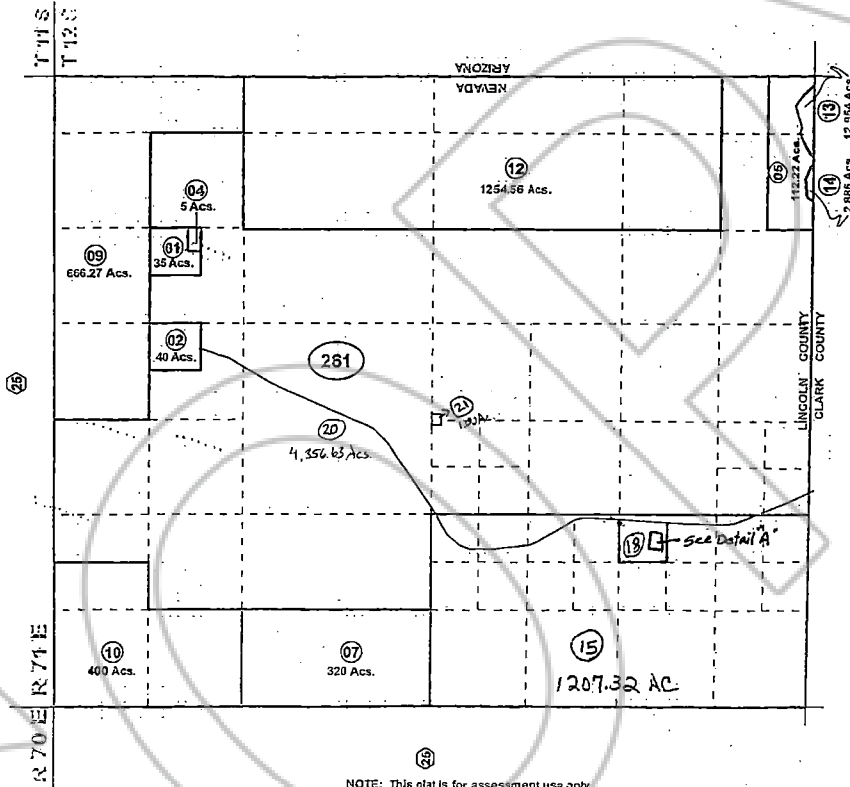 T 11 S
T 12 S
ARIZONA
NEVADA
13
12.954 Acs.
12
1254.56 Acs.
05
112.22 Acs.
14
04
5 Acs.
01
35 Acs.
09
666.27 Acs.
02
40 Acs.
261
LINCOLN COUNTY
CLARK COUNTY
25
21
20
4,356.63 Acs.
18
See Detail "A"
10
400 Acs.
07
320 Acs.
15
1207.32 AC
R 71 E
R 70 E
26
NOTE: This plat is for assessment use only